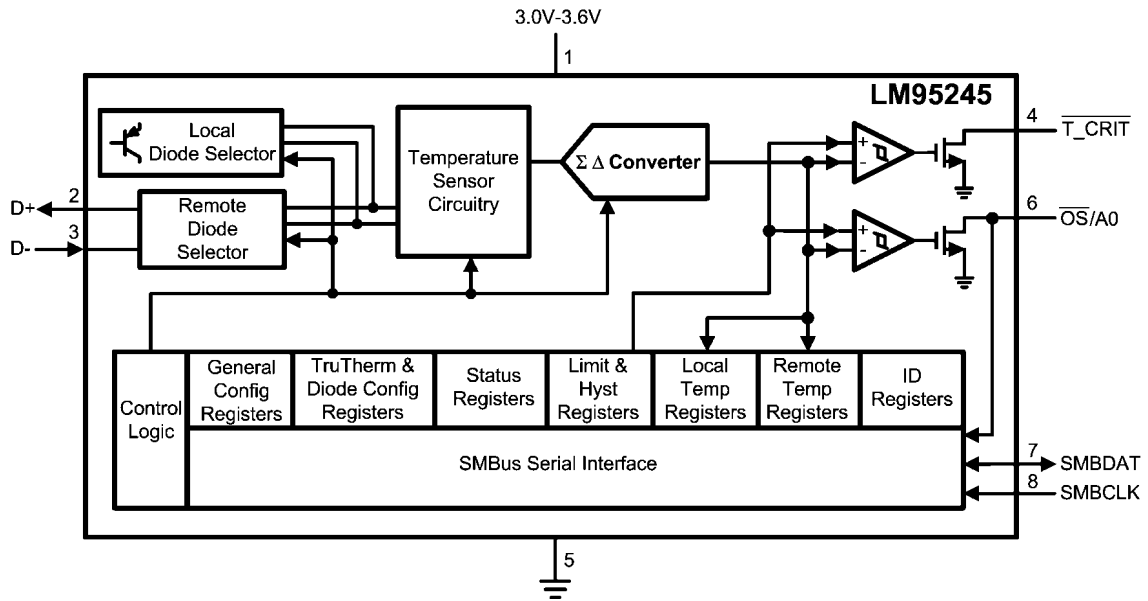 3.0V-3.6V
1
LM95245
Local
Diode Selector
Temperature
Sensor
Circuitry
Σ Δ Converter
+
-
4
T_CRIT
D+
2
D-
3
Remote
Diode
Selector
+
-
6
OS/A0
Control
Logic
General
Config
Registers
TruTherm &
Diode Config
Registers
Status
Registers
Limit &
Hyst
Registers
Local
Temp
Registers
Remote
Temp
Registers
ID
Registers
SMBus Serial Interface
7
SMBDAT
8
SMBCLK
5